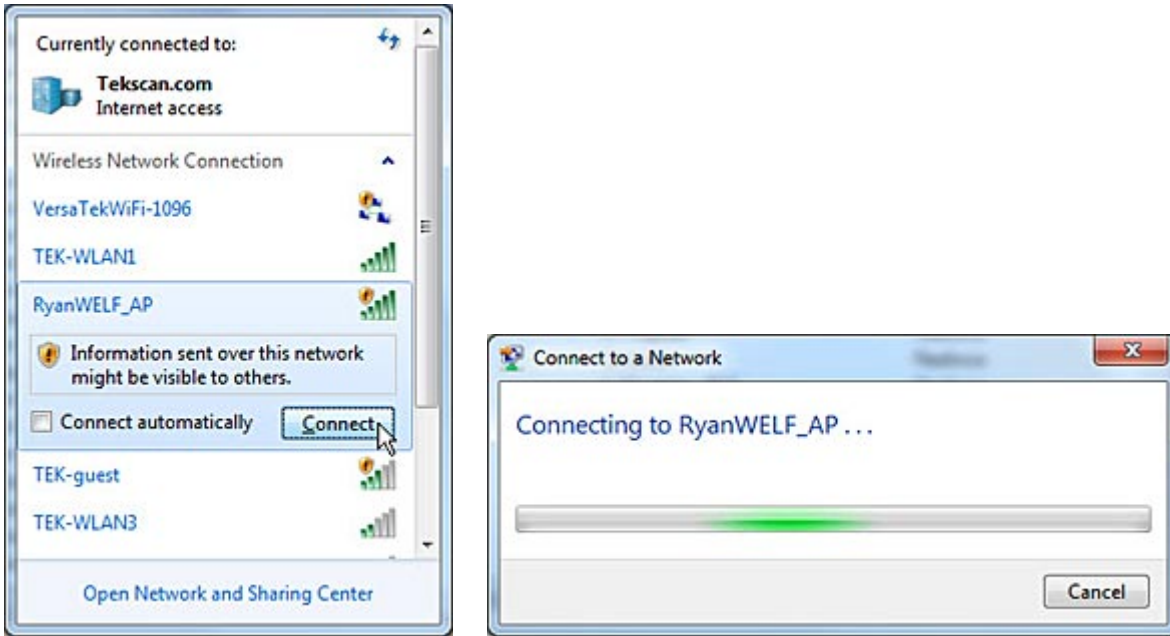 Currently connected to:
Tekscan.com
Internet access
Wireless Network Connection
VersaTekWiFi-1096
TEK-WLAN1
RyanWELF_AP
Information sent over this network
might be visible to others.
Connect automatically
Connect
TEK-guest
TEK-WLAN3
Open Network and Sharing Center
Connect to a Network
Connecting to RyanWELF_AP . . .
Cancel